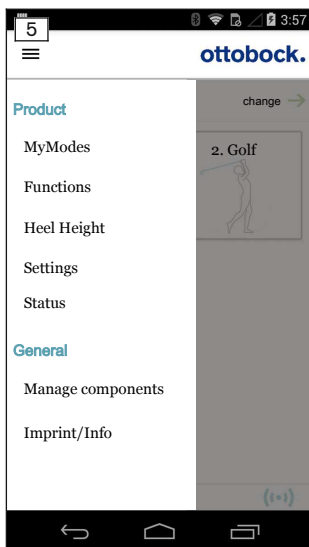 5
3:57
ottobock.
change
Product
MyModes
2. Golf
Functions
Heel Height
Settings
Status
General
Manage components
Imprint/Info